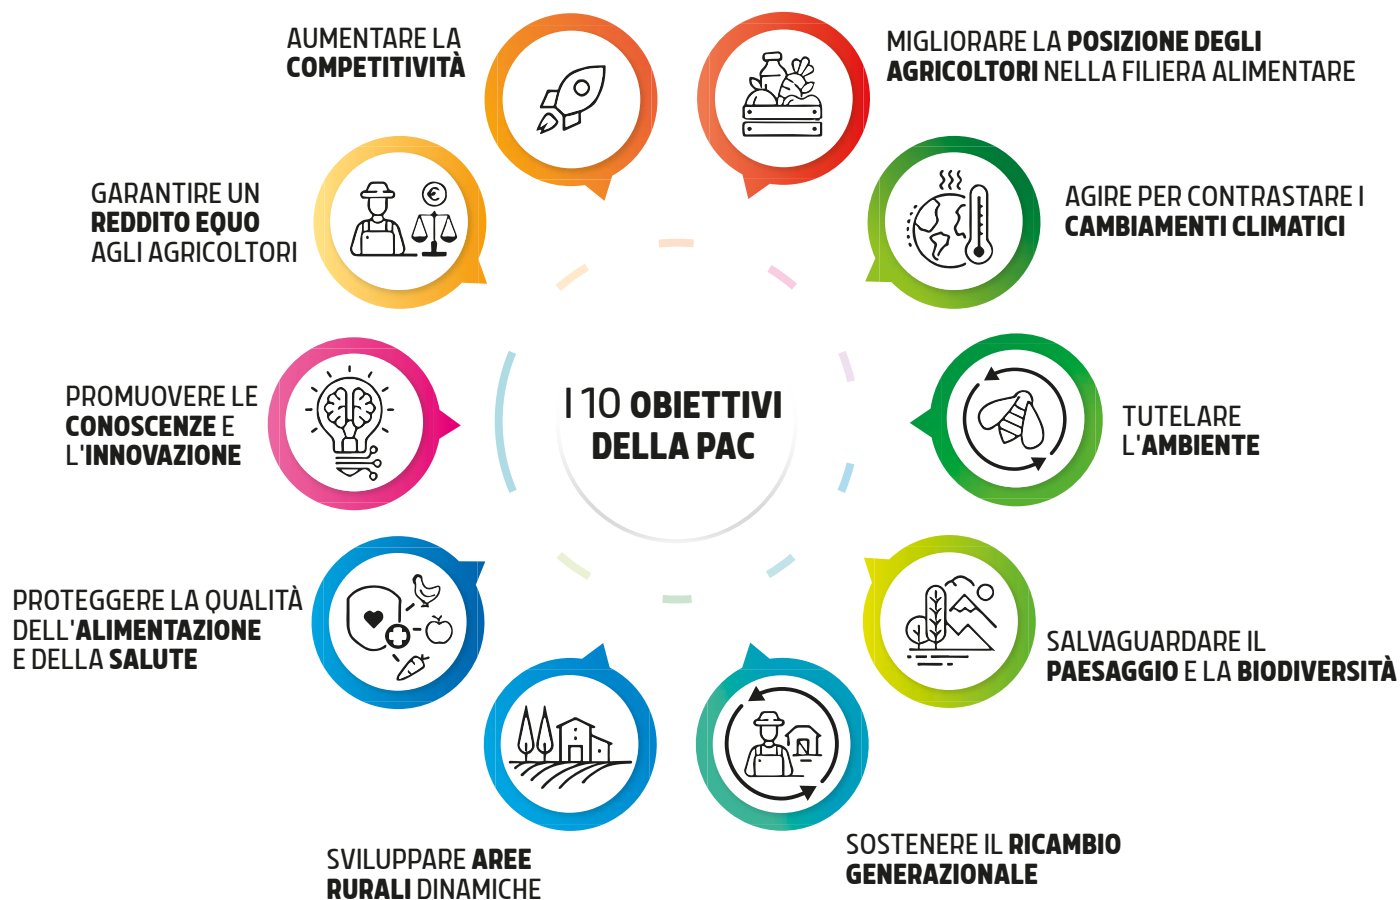 I 10 OBIETTIVI
DELLA PAC
AUMENTARE LA
COMPETITIVITÀ
MIGLIORARE LA POSIZIONE DEGLI
AGRICOLTORI NELLA FILIERA ALIMENTARE
AGIRE PER CONTRASTARE I
CAMBIAMENTI CLIMATICI
TUTELARE
L'AMBIENTE
SALVAGUARDARE IL
PAESAGGIO E LA BIODIVERSITÀ
SOSTENERE IL RICAMBIO
GENERAZIONALE
SVILUPPARE AREE
RURALI DINAMICHE
PROTEGGERE LA QUALITÀ
DELL'ALIMENTAZIONE
E DELLA SALUTE
PROMUOVERE LE
CONOSCENZE E
L'INNOVAZIONE
GARANTIRE UN
REDDITO EQUO
AGLI AGRICOLTORI
€